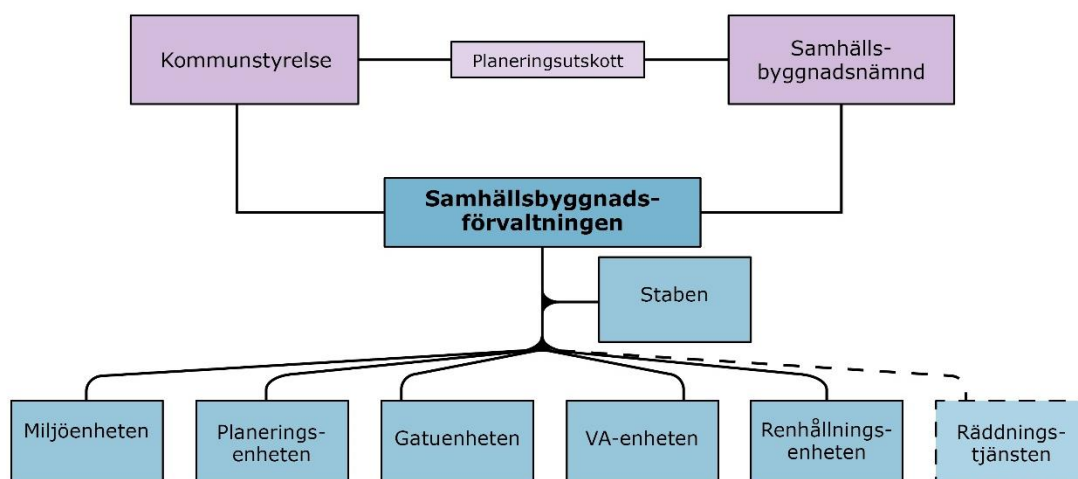 Kommunstyrelse
Planeringsutskott
Samhälls-
byggnadsnämnd
Samhällsbyggnads-
förvaltningen
Staben
Miljöenheten
Planerings-
enheten
Gatuenheten
VA-enheten
Renhållnings-
enheten
Räddnings-
tjänsten